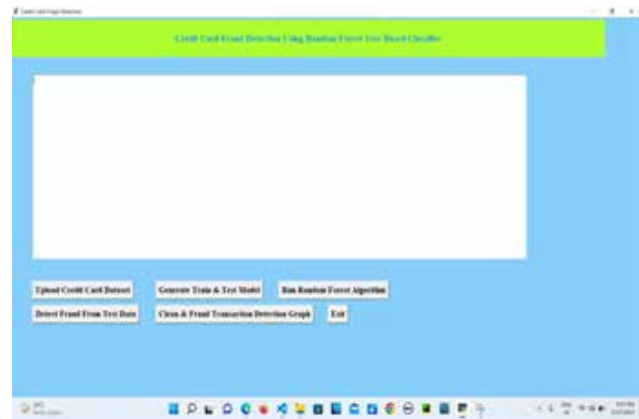 Credit Card Fraud Detection Using Random Forest Tree Based Classifier
Upload Credit Card Dataset Generate Train & Test Model Run Random Forest Algorithm
Detect Fraud From Test Data Clean & Fraud Transaction Detection Graph Exit